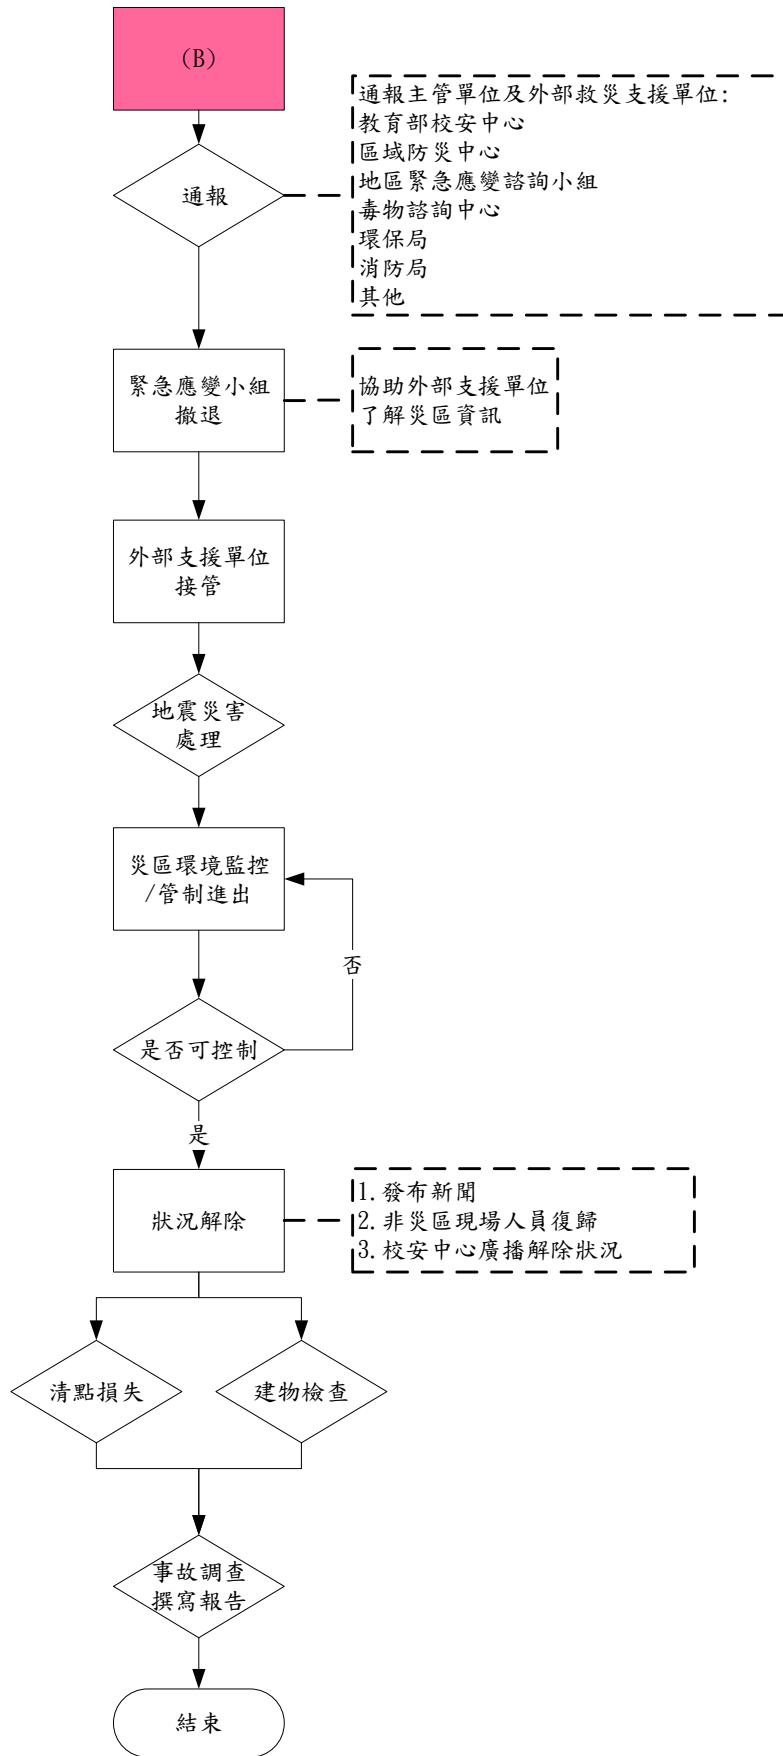 (B)
通報
通報主管單位及外部救災支援單位:
教育部校安中心
區域防災中心
地區緊急應變諮詢小組
毒物諮詢中心
環保局
消防局
其他
緊急應變小組
撤退
協助外部支援單位
了解災區資訊
外部支援單位
接管
地震災害
處理
災區環境監控
/管制進出
否
是否可控制
是
狀況解除
1.發布新聞
2.非災區現場人員復歸
3.校安中心廣播解除狀況
清點損失
建物檢查
事故調查
撰寫報告
結束